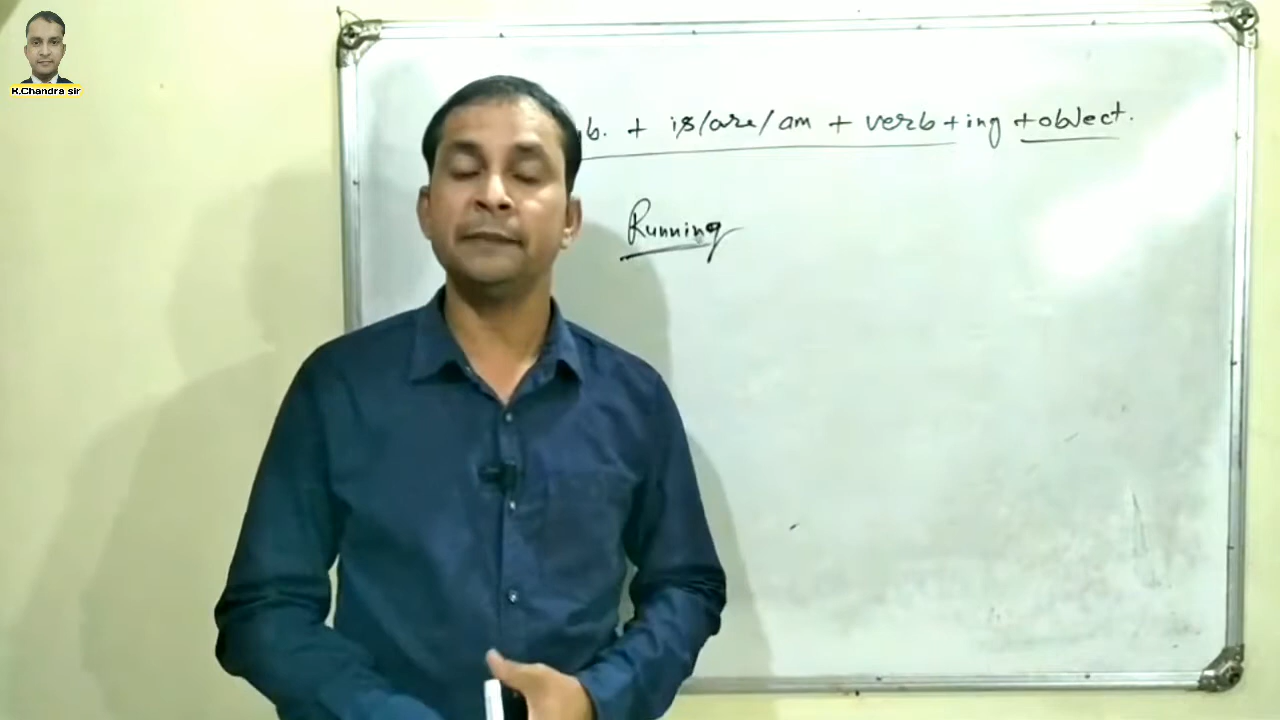 K.Chandra sir
b. + is/are/am + verb + ing + object.
Running